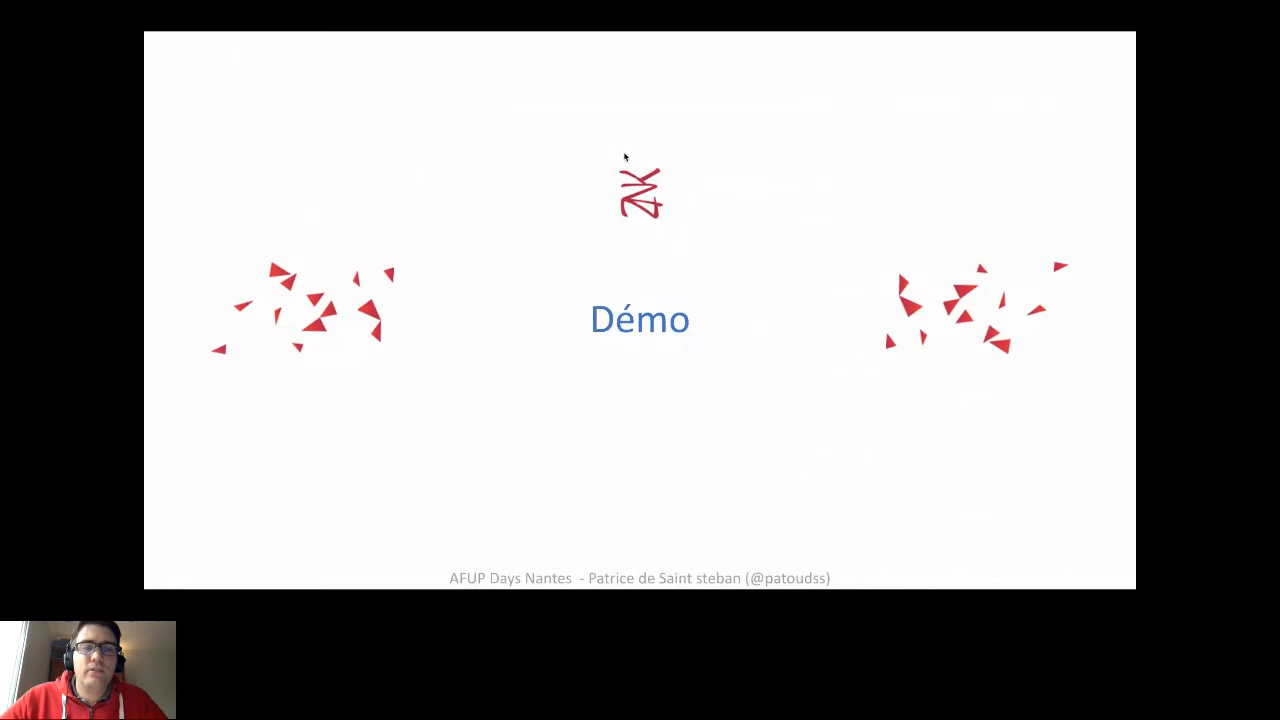 Démo
AFUP Days Nantes - Patrice de Saint steban (@patoudss)